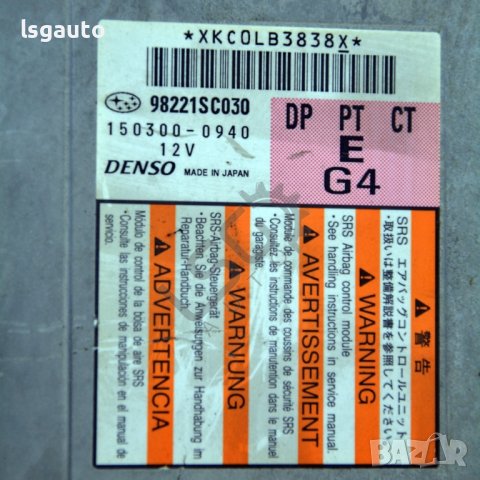 lsgauto
*XKC0LB3838X*
98221SC030
150300-0940
12V
DENSO MADE IN JAPAN
DP PT CT
E
G4
⚠ 警告
SRS エアバッグコントロールユニット
・取扱いは整備解説書を参照してください。
⚠ WARNING
SRS Airbag control module
・See handling instructions in service manual.
⚠ AVERTISSEMENT
Module de commande des coussins de sécurité SRS
・Consultez les instructions de manutention dans le manuel
du garagiste.
⚠ WARNUNG
SRS-Airbag-Steuergerät
・Beachten Sie die Anweisungen zur Handhabung im
Reparatur-Handbuch.
⚠ ADVERTENCIA
Módulo de control de la bolsa de aire SRS
・Consulte las instrucciones de manipulación en el manual de
servicio.
BAZAR